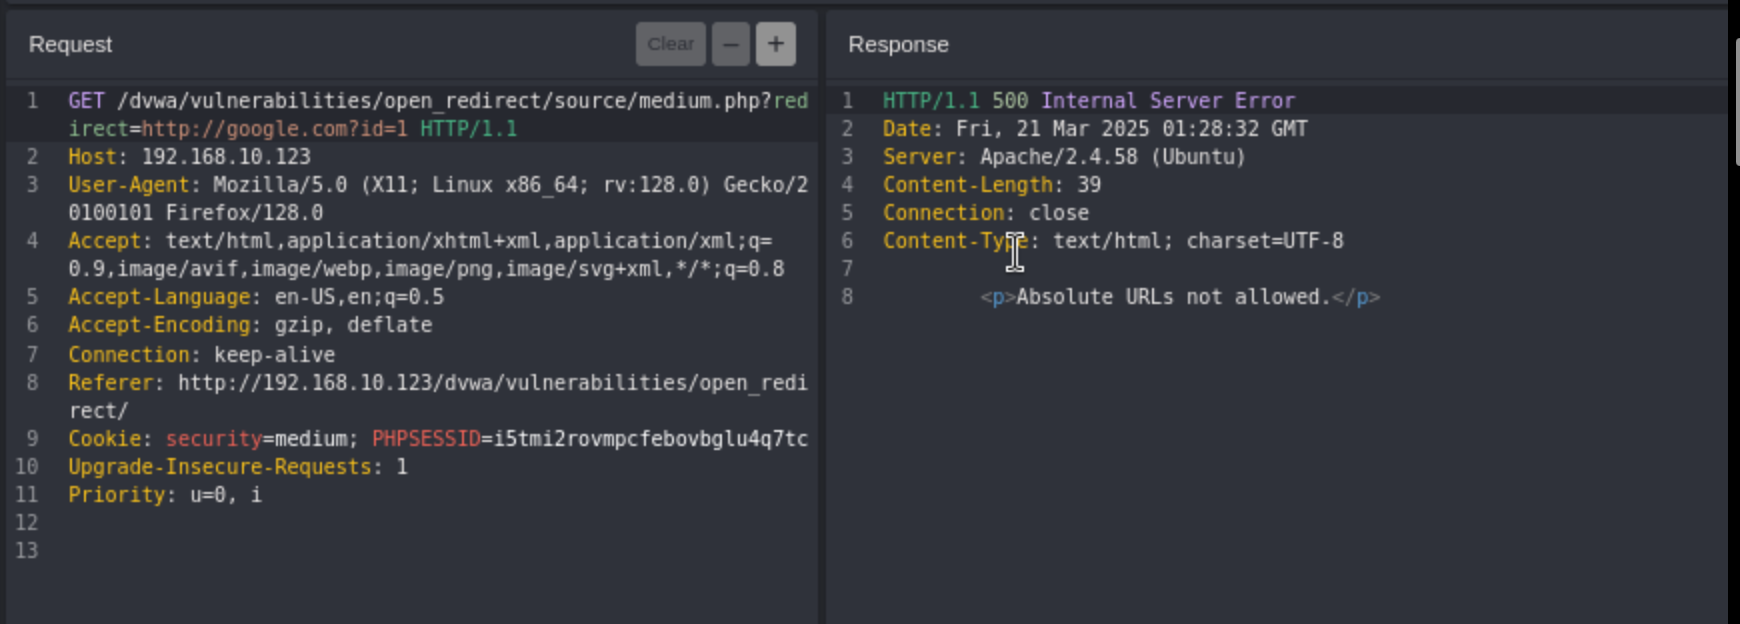 Request
Clear
−
+
1 GET /dvwa/vulnerabilities/open_redirect/source/medium.php?red
irect=http://google.com?id=1 HTTP/1.1
2 Host: 192.168.10.123
3 User-Agent: Mozilla/5.0 (X11; Linux x86_64; rv:128.0) Gecko/2
0100101 Firefox/128.0
4 Accept: text/html,application/xhtml+xml,application/xml;q=
0.9,image/avif,image/webp,image/png,image/svg+xml,*/*;q=0.8
5 Accept-Language: en-US,en;q=0.5
6 Accept-Encoding: gzip, deflate
7 Connection: keep-alive
8 Referer: http://192.168.10.123/dvwa/vulnerabilities/open_redi
rect/
9 Cookie: security=medium; PHPSESSID=i5tmi2rovmpcfebovbglu4q7tc
10 Upgrade-Insecure-Requests: 1
11 Priority: u=0, i
12
13
Response
1 HTTP/1.1 500 Internal Server Error
2 Date: Fri, 21 Mar 2025 01:28:32 GMT
3 Server: Apache/2.4.58 (Ubuntu)
4 Content-Length: 39
5 Connection: close
6 Content-Type: text/html; charset=UTF-8
7
8 <p>Absolute URLs not allowed.</p>